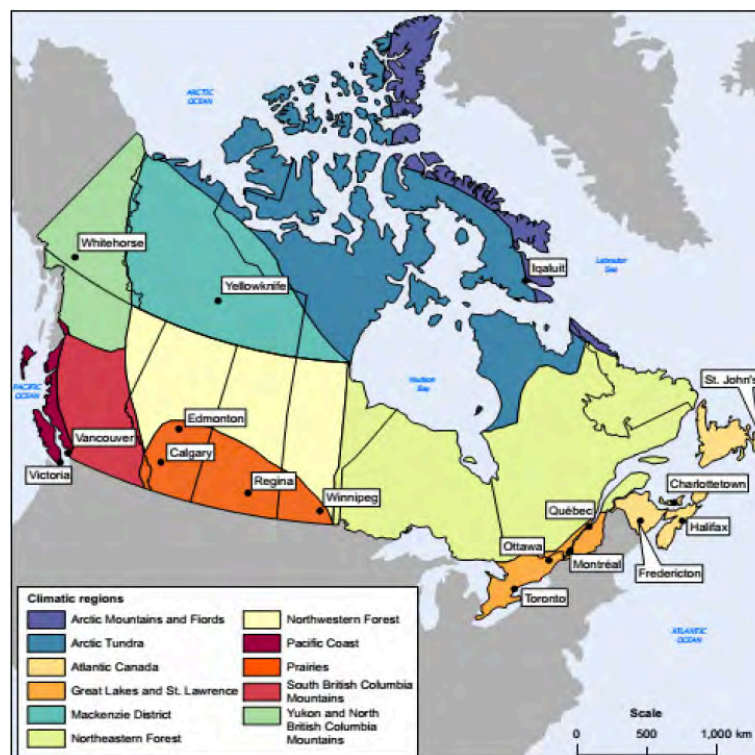 ARCTIC
OCEAN
Whitehorse
Iqaluit
Labrador
Sea
Yellowknife
PACIFIC
OCEAN
Hudson
Bay
St. John's
Edmonton
Vancouver
Calgary
Victoria
Regina
Charlottetown
Winnipeg
Québec
Halifax
Ottawa
Montréal
Fredericton
Toronto
Climatic regions
Arctic Mountains and Fiords
Arctic Tundra
Atlantic Canada
Great Lakes and St. Lawrence
Mackenzie District
Northeastern Forest
Northwestern Forest
Pacific Coast
Prairies
South British Columbia
Mountains
Yukon and North
British Columbia
Mountains
ATLANTIC
OCEAN
Scale
0 500 1,000 km